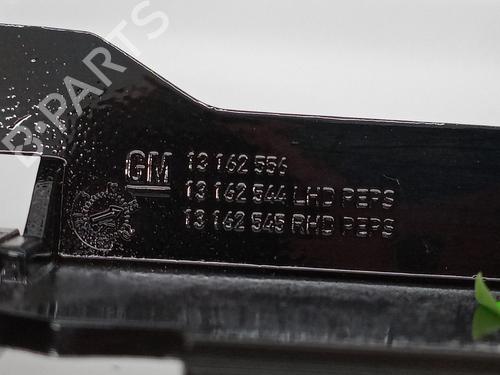 B-PARTS
GM 13 162 556
13 162 544 LHD PEPS
13 162 545 RHD PEPS